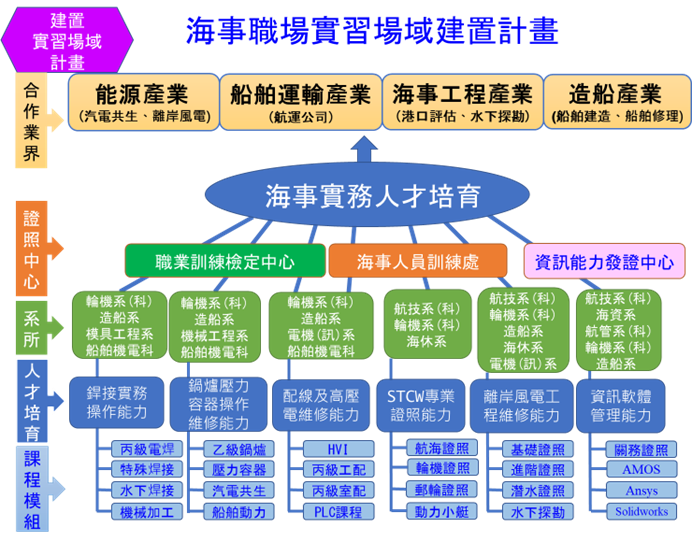 建置
實習場域
計畫
海事職場實習場域建置計畫
合作業界
能源產業
(汽電共生、離岸風電)
船舶運輸產業
(航運公司)
海事工程產業
(港口評估、水下探勘)
造船產業
(船舶建造、船舶修理)
海事實務人才培育
證照中心
職業訓練檢定中心
海事人員訓練處
資訊能力發證中心
系所
輪機系(科)
造船系
模具工程系
船舶機電科
輪機系(科)
造船系
機械工程系
船舶機電科
輪機系(科)
造船系
電機(訊)系
船舶機電科
航技系(科)
輪機系(科)
海休系
航技系(科)
輪機系(科)
造船系
海休系
電機(訊)系
航技系(科)
海資系
航管系(科)
輪機系(科)
造船系
人才培育
銲接實務
操作能力
鍋爐壓力
容器操作
維修能力
配線及高壓
電維修能力
STCW專業
證照能力
離岸風電工
程維修能力
資訊軟體
管理能力
課程模組
丙級電焊
特殊焊接
水下焊接
機械加工
乙級鍋爐
壓力容器
汽電共生
船舶動力
HVI
丙級工配
丙級室配
PLC課程
航海證照
輪機證照
郵輪證照
動力小艇
基礎證照
進階證照
潛水證照
水下探勘
關務證照
AMOS
Ansys
Solidworks